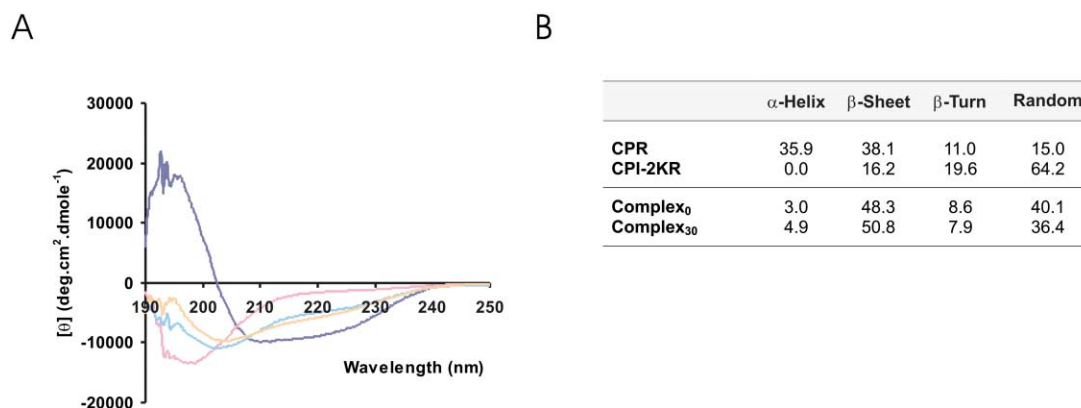 A
B
30000
20000
10000
0
-10000
-20000
[θ] (deg.cm².dmole⁻¹)
190 200 210 220 230 240 250
Wavelength (nm)
α-Helix β-Sheet β-Turn Random
CPR 35.9 38.1 11.0 15.0
CPI-2KR 0.0 16.2 19.6 64.2
Complex₀ 3.0 48.3 8.6 40.1
Complex₃₀ 4.9 50.8 7.9 36.4